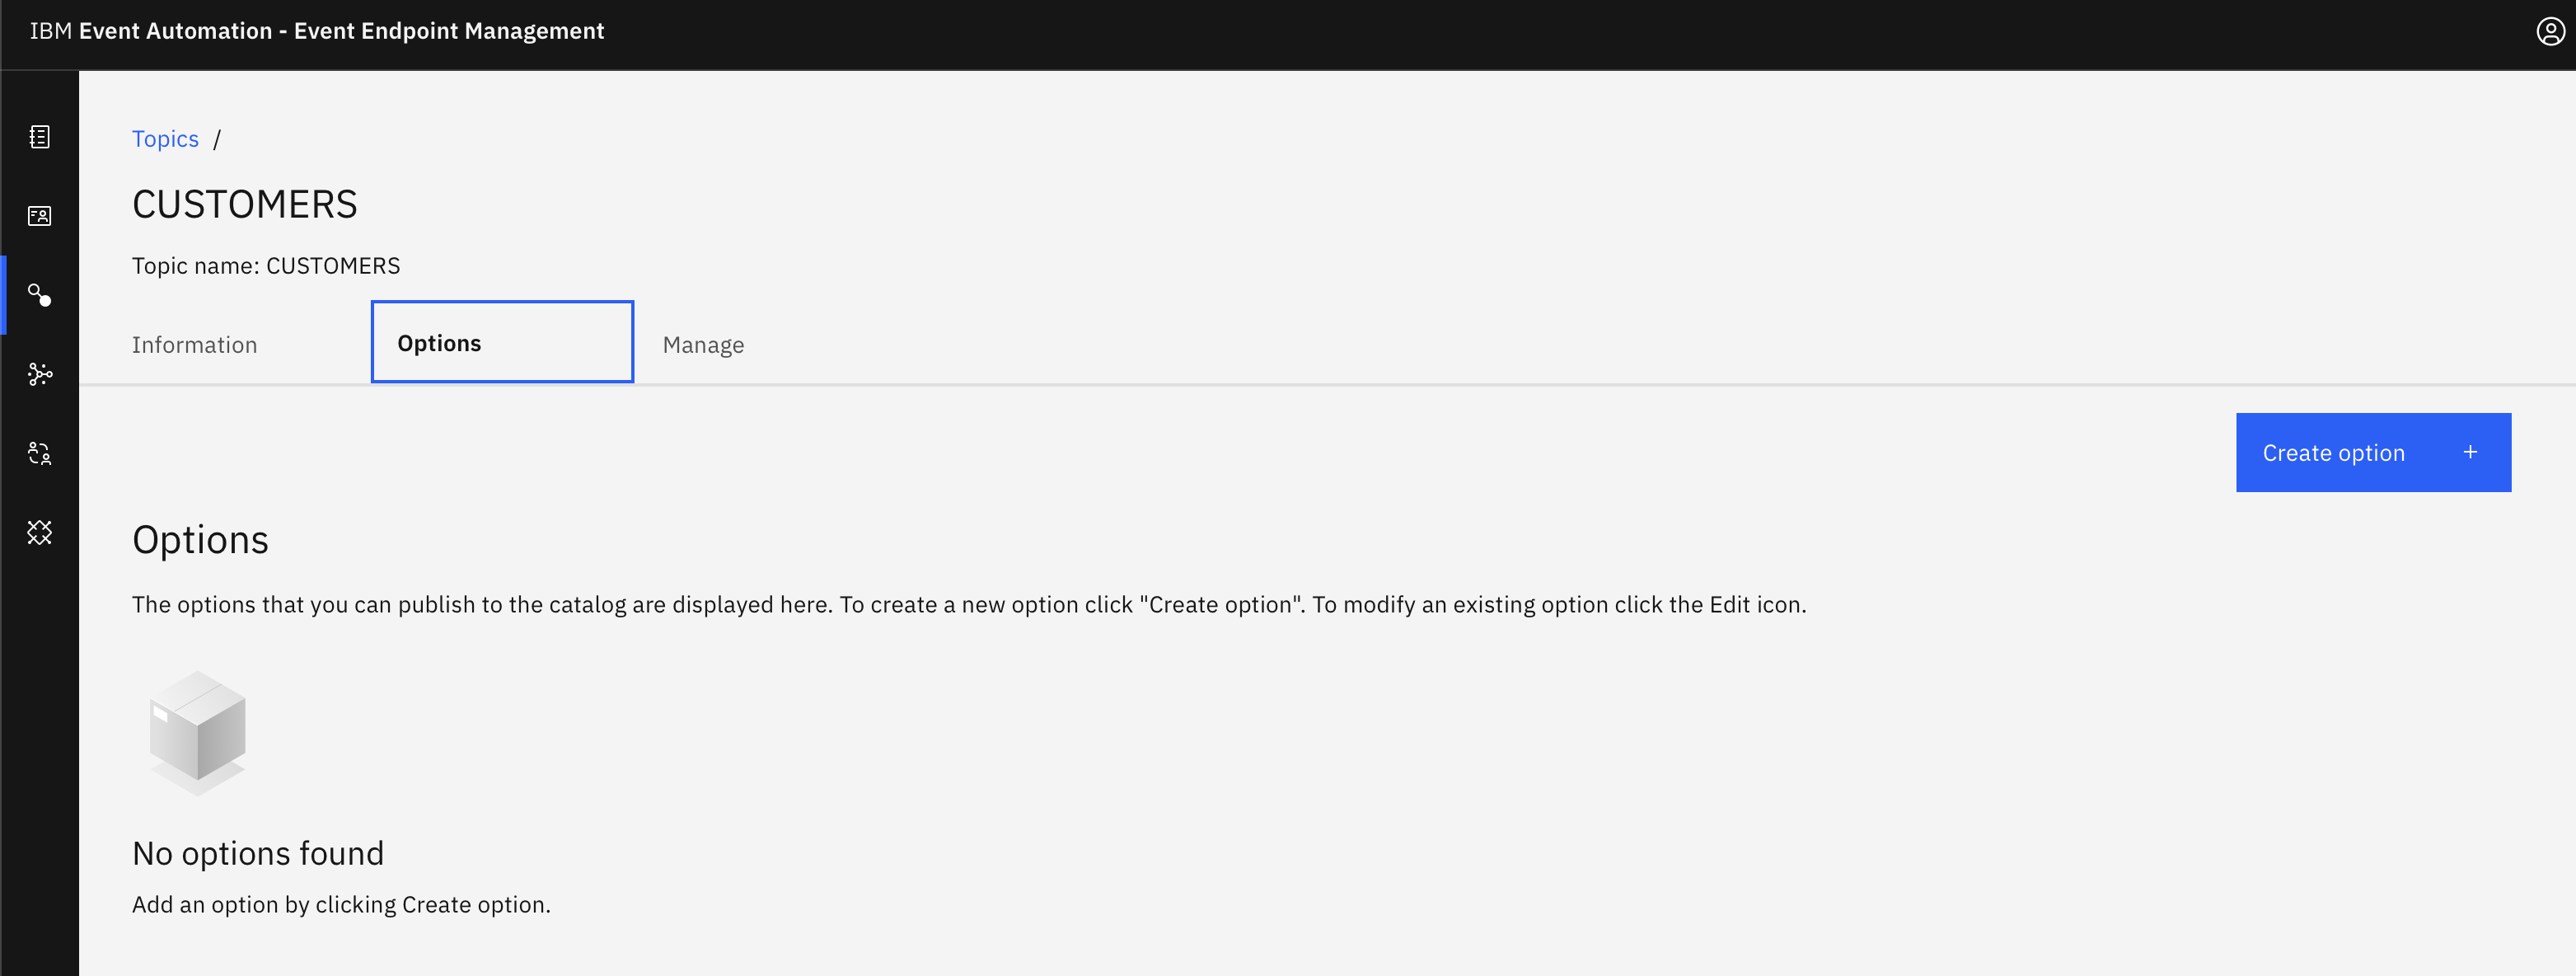 IBM Event Automation - Event Endpoint Management
Topics /
CUSTOMERS
Topic name: CUSTOMERS
Information Options Manage
Create option +
Options
The options that you can publish to the catalog are displayed here. To create a new option click "Create option". To modify an existing option click the Edit icon.
No options found
Add an option by clicking Create option.